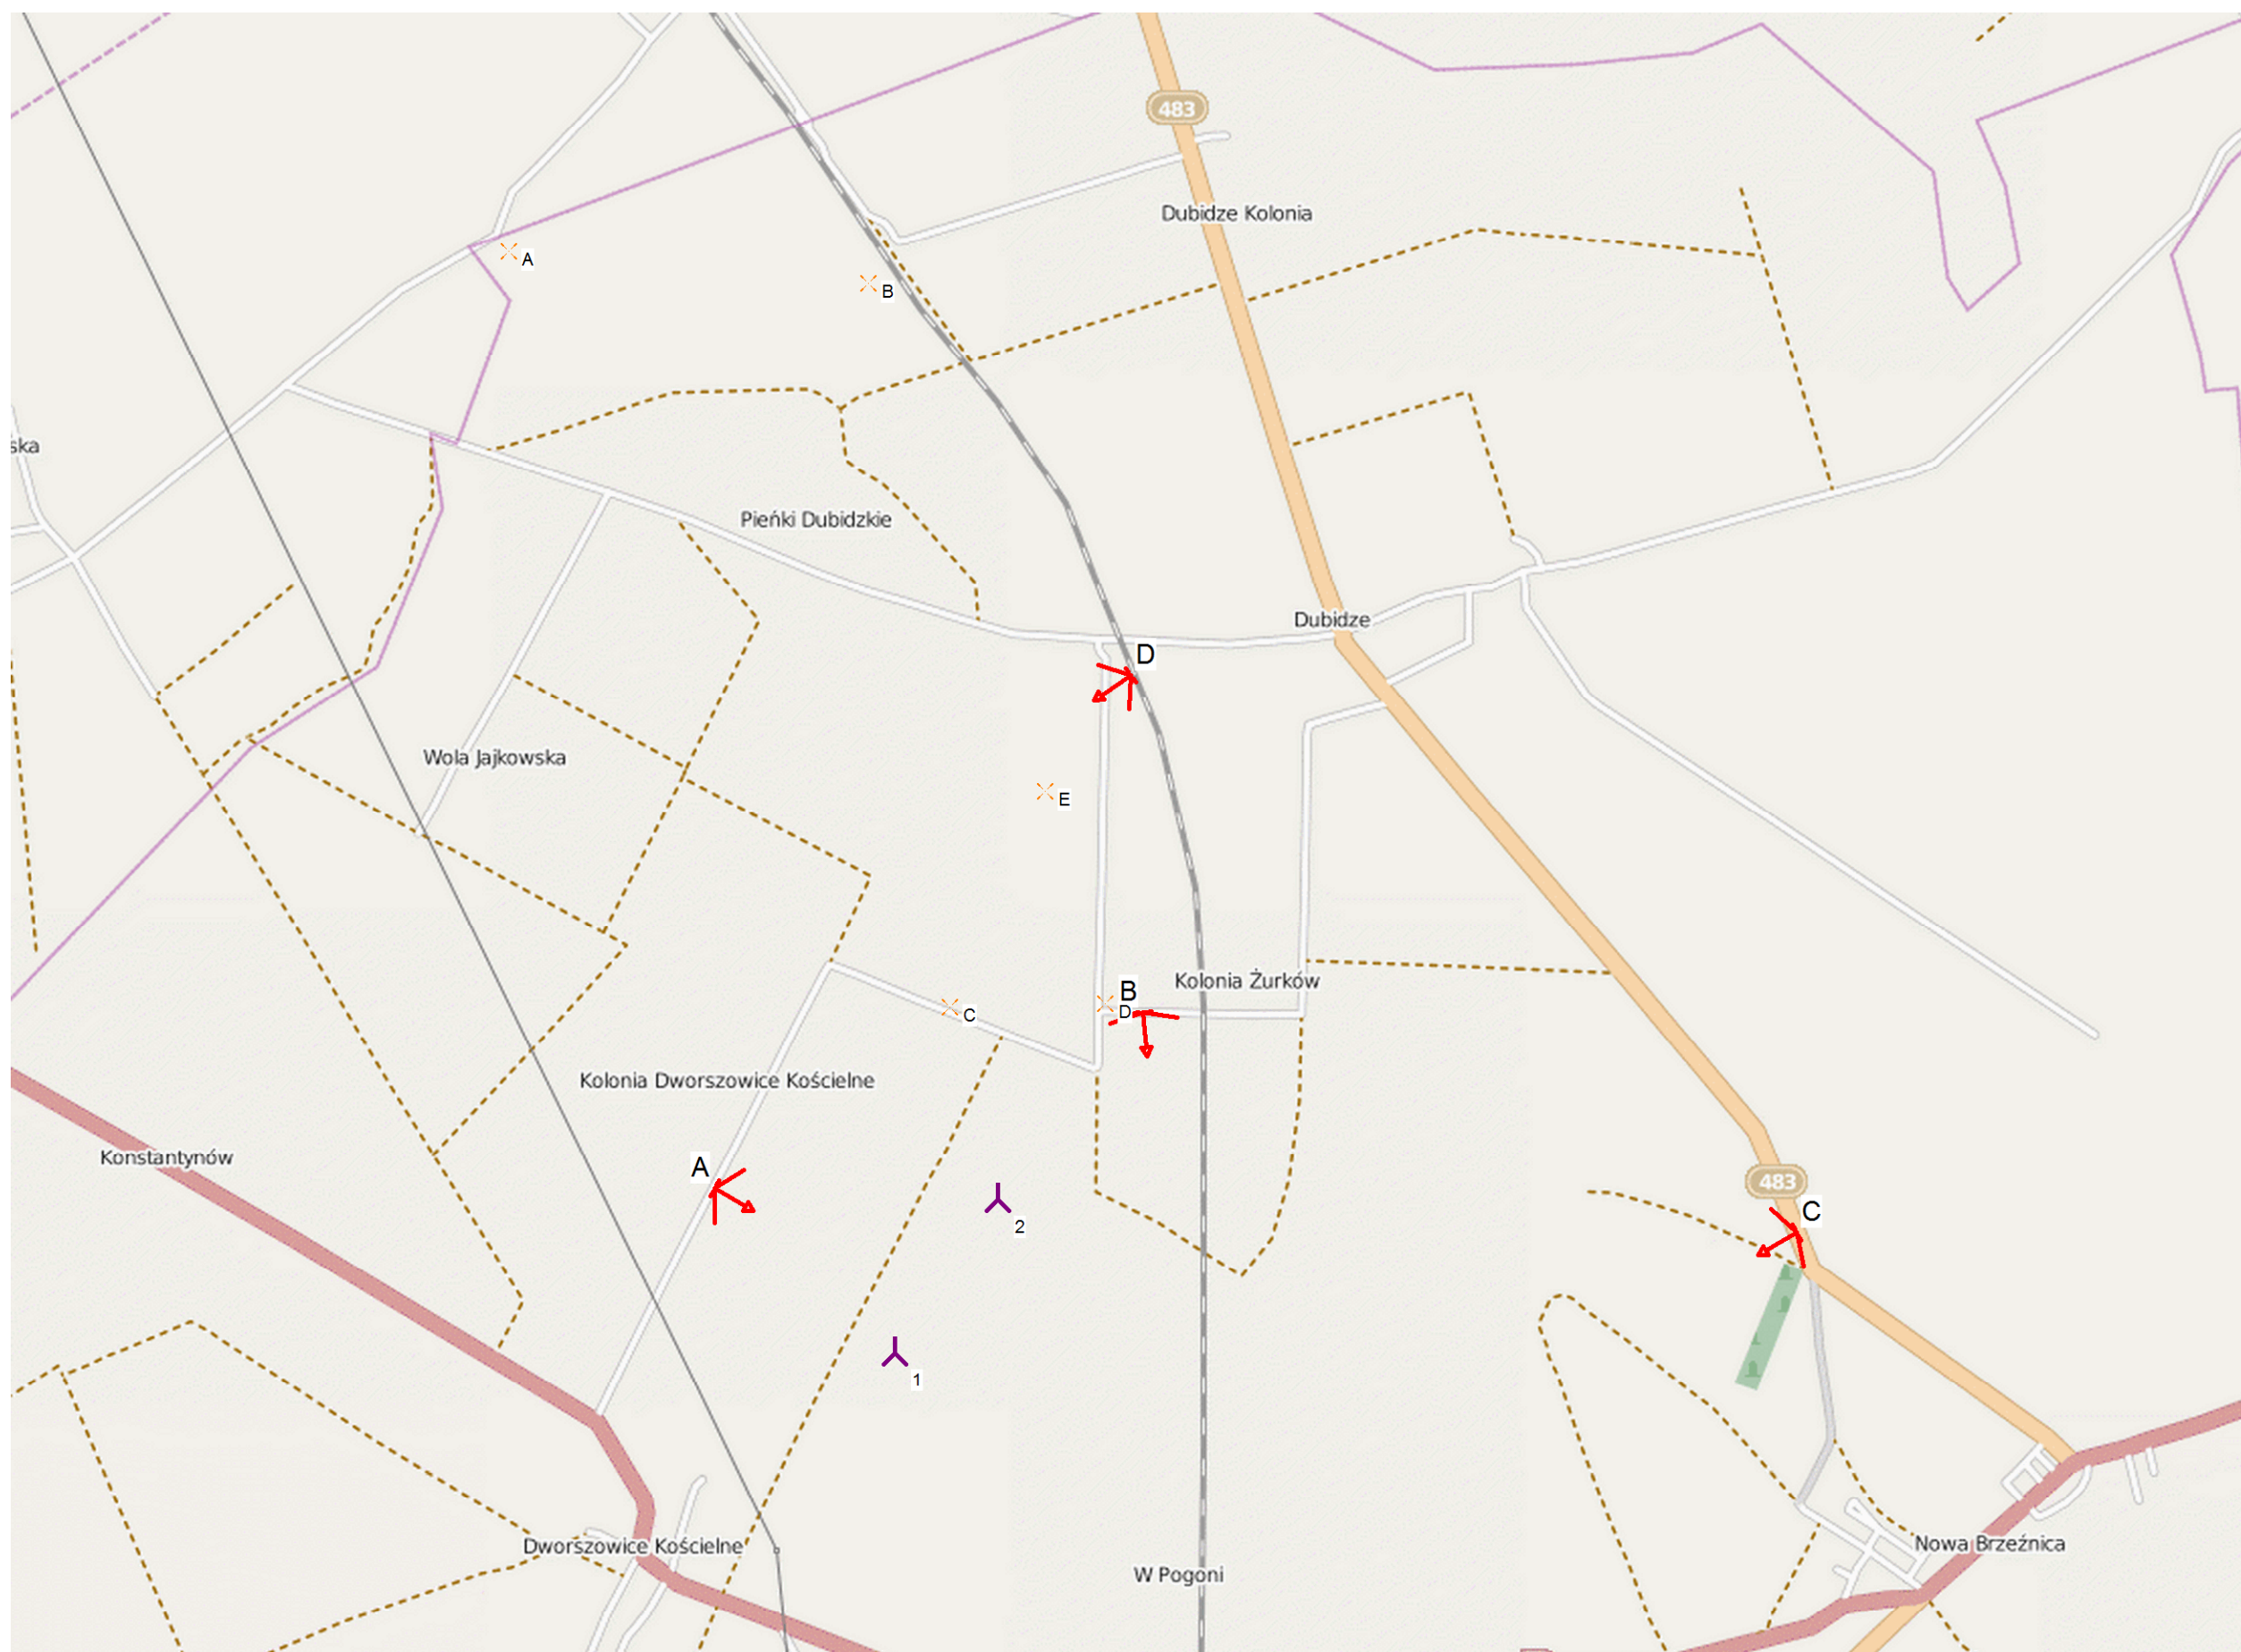 483
Dubidze Kolonia
A
B
ska
Pieńki Dubidzkie
Dubidze
D
Wola Jajkowska
E
Kolonia Żurków
B
D
C
Kolonia Dworszowice Kościelne
Konstantynów
A
483
C
2
1
Dworszowice Kościelne
Nowa Brzeźnica
W Pogoni